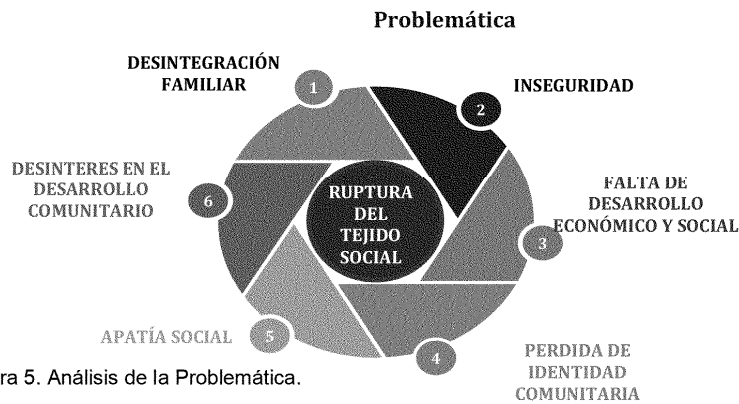 Problemática
DESINTEGRACIÓN
FAMILIAR
1
2
INSEGURIDAD
DESINTERES EN EL
DESARROLLO
COMUNITARIO
6
RUPTURA
DEL
TEJIDO
SOCIAL
FALTA DE
DESARROLLO
ECONÓMICO Y SOCIAL
3
APATÍA SOCIAL
5
4
PERDIDA DE
IDENTIDAD
COMUNITARIA
ra 5. Análisis de la Problemática.